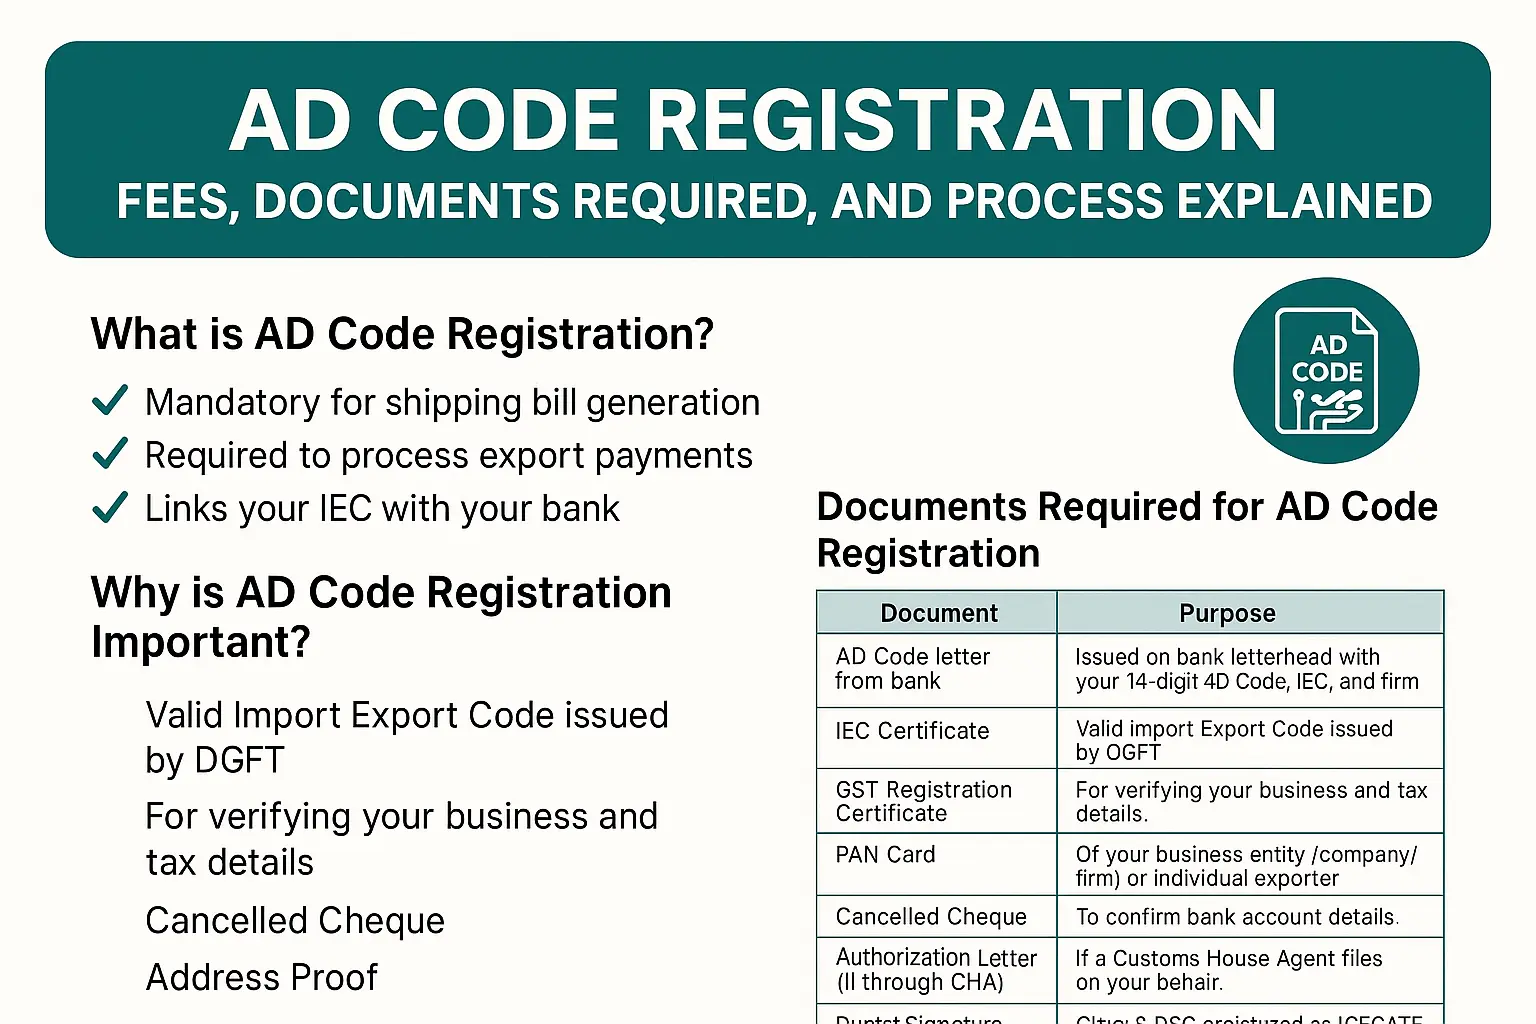 AD CODE REGISTRATION
FEES, DOCUMENTS REQUIRED, AND PROCESS EXPLAINED
What is AD Code Registration?
Mandatory for shipping bill generation
Required to process export payments
Links your IEC with your bank
Why is AD Code Registration
Important?
Valid Import Export Code issued
by DGFT
For verifying your business and
tax details
Cancelled Cheque
Address Proof
AD
CODE
Documents Required for AD Code
Registration
Document Purpose
AD Code letter
from bank
Issued on bank letterhead with
your 14-digit 4D Code, IEC, and firm
IEC Certificate
Valid import Export Code issued
by OGFT
GST Registration
Certificate
For verifying your business and tax
details.
PAN Card
Of your business entity /company/
firm) or individual exporter
Cancelled Cheque
To confirm bank account details.
Authorization Letter
(II through CHA)
If a Customs House Agent files
on your behair.